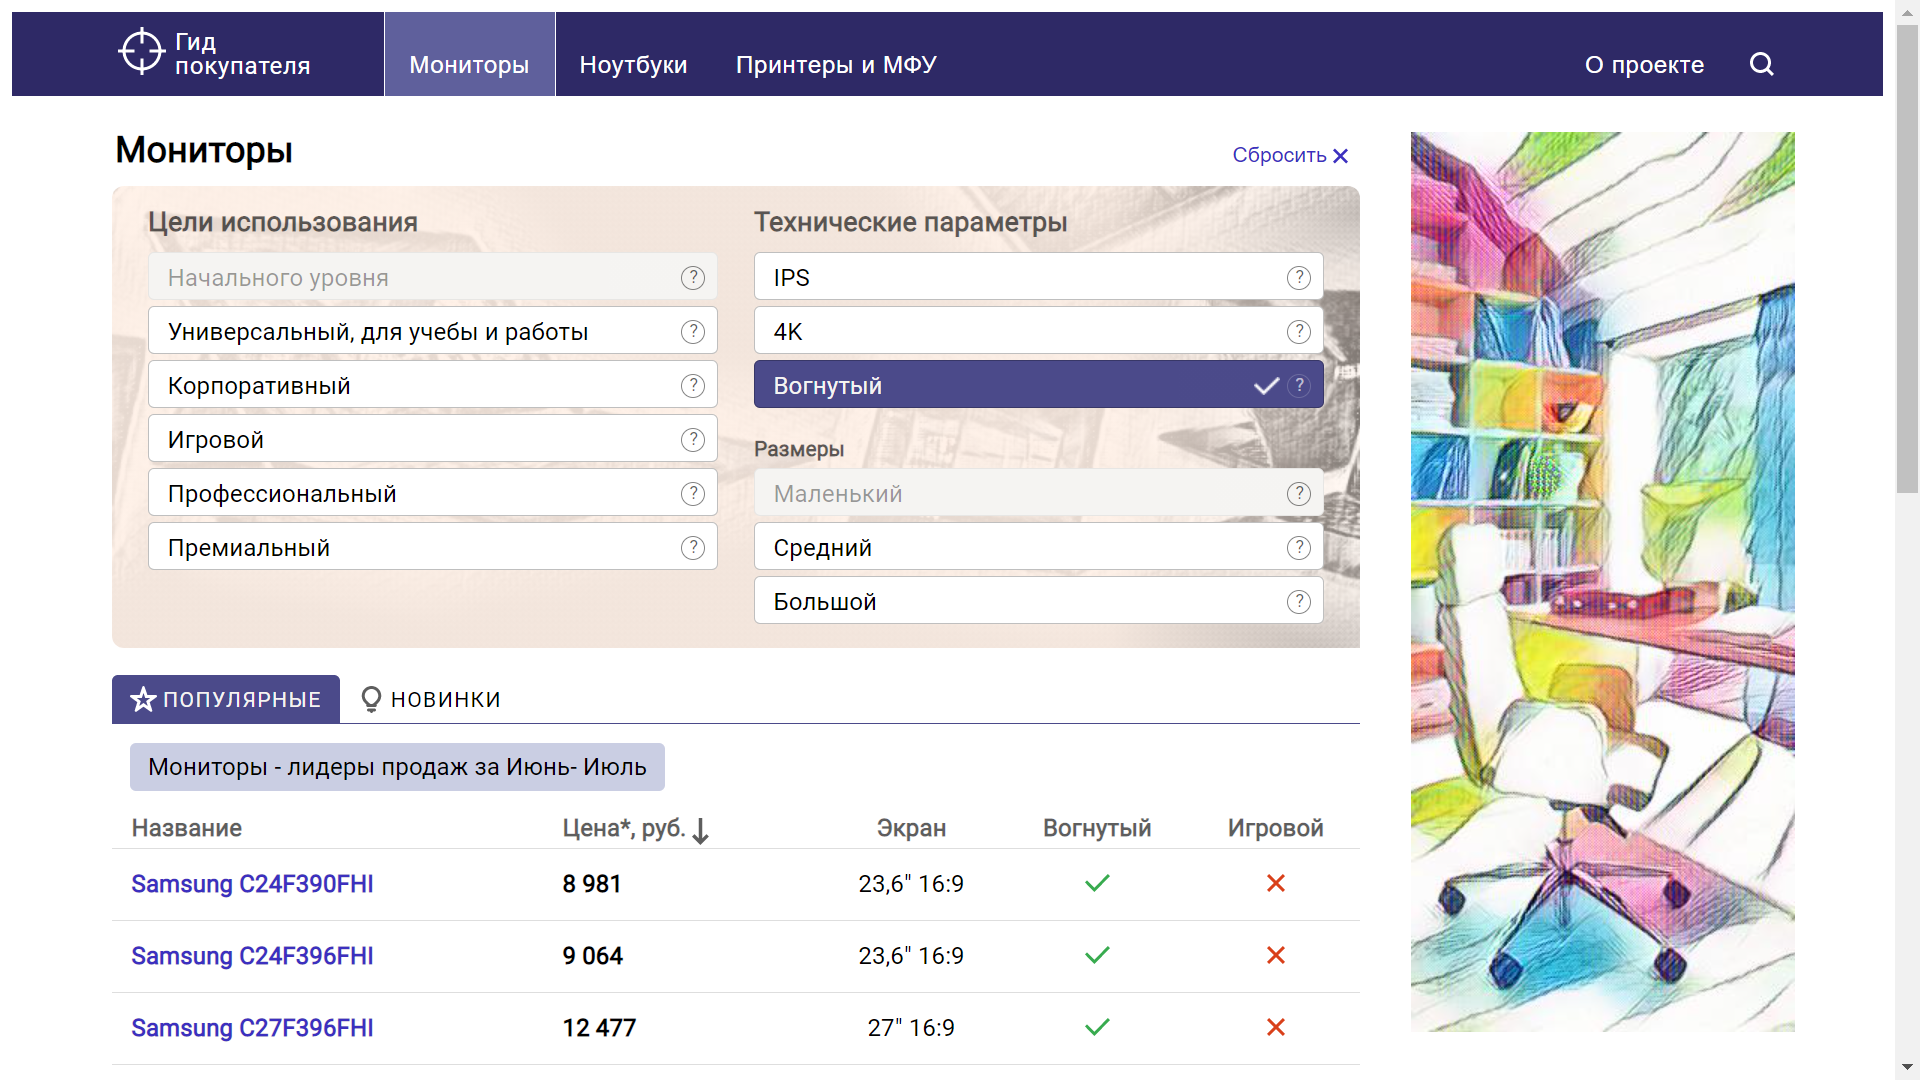 Гид
покупателя
Мониторы
Ноутбуки
Принтеры и МФУ
О проекте
Мониторы
Сбросить
Цели использования
Начального уровня ?
Универсальный, для учебы и работы ?
Корпоративный ?
Игровой ?
Профессиональный ?
Премиальный ?
Технические параметры
IPS ?
4K ?
Вогнутый ?
Размеры
Маленький ?
Средний ?
Большой ?
ПОПУЛЯРНЫЕ
НОВИНКИ
Мониторы - лидеры продаж за Июнь- Июль
Название Цена*, руб. Экран Вогнутый Игровой
Samsung C24F390FHI 8 981 23,6" 16:9
Samsung C24F396FHI 9 064 23,6" 16:9
Samsung C27F396FHI 12 477 27" 16:9